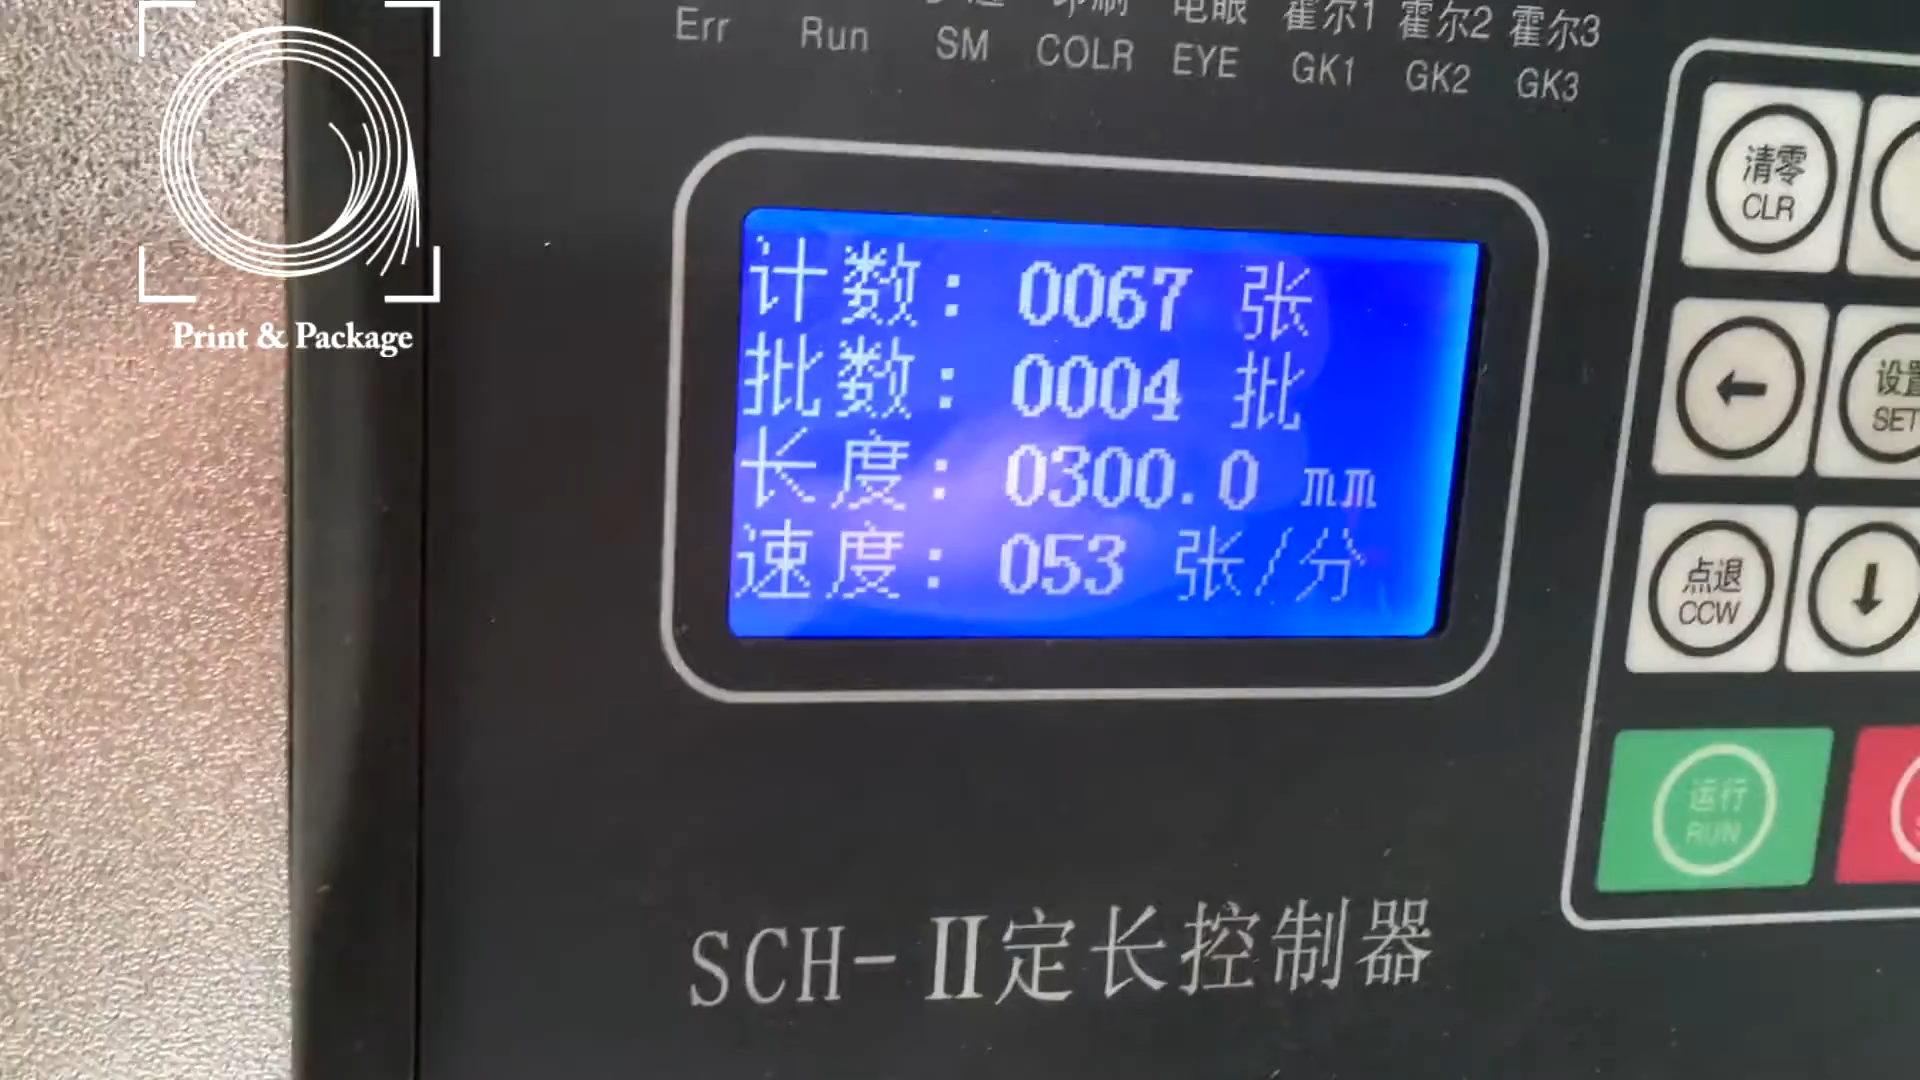 印刷 电眼 霍尔1 霍尔2 霍尔3
Err Run SM COLR EYE GK1 GK2 GK3
Print & Package
计数: 0067 张
批数: 0004 批
长度: 0300.0 mm
速度: 053 张/分
清零
CLR
←
设置
SET
点退
CCW
↓
运行
RUN
SCH-Ⅱ定长控制器